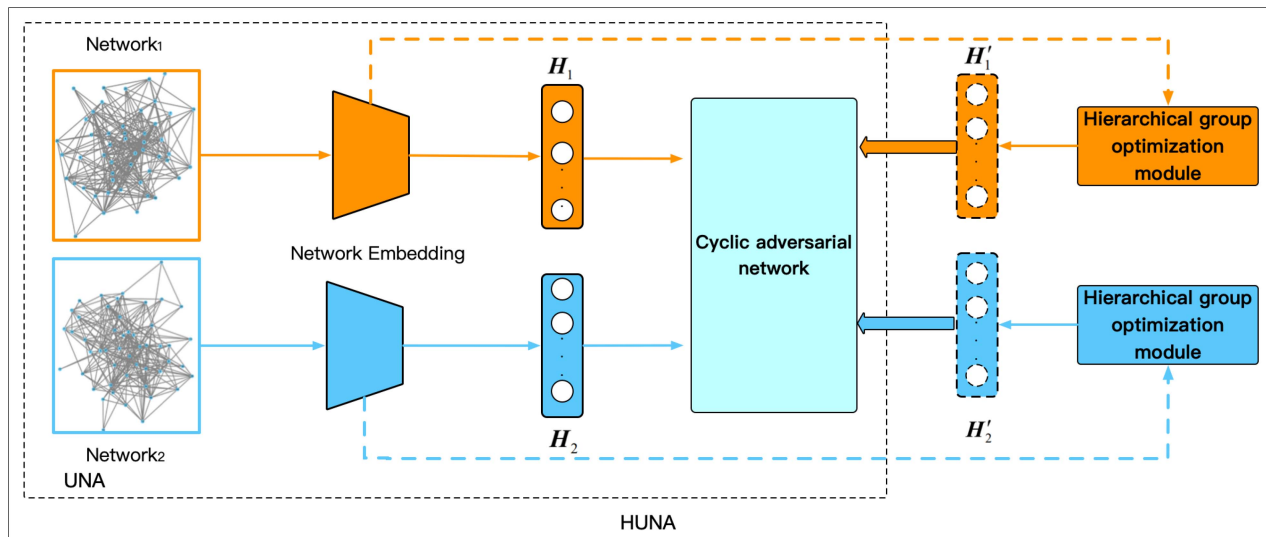 Network₁
H₁
H′₁
Hierarchical group
optimization
module
Network Embedding
Cyclic adversarial
network
Hierarchical group
optimization
module
H₂
H′₂
Network₂
UNA
HUNA